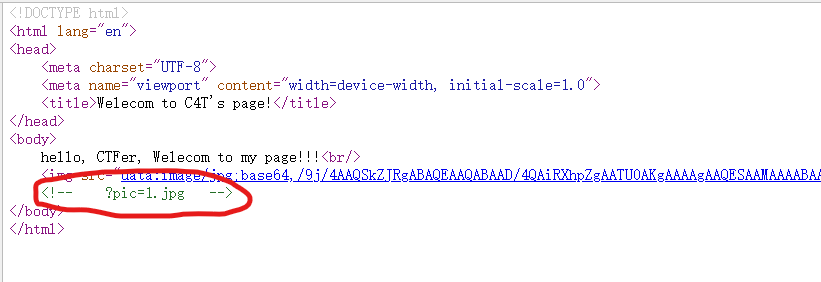 <!DOCTYPE html>
<html lang="en">
<head>
    <meta charset="UTF-8">
    <meta name="viewport" content="width=device-width, initial-scale=1.0">
    <title>Welecom to C4T's page!</title>
</head>
<body>
    hello, CTFer, Welecom to my page!!!<br/>
    <img src="data:image/jpg;base64,/9j/4AAQSkZJRgABAQEAAQABAAD/4QAiRXhpZgAATU0AKgAAAAgAAQESAAMAAAABAA
    <!--    ?pic=1.jpg   -->
</body>
</html>